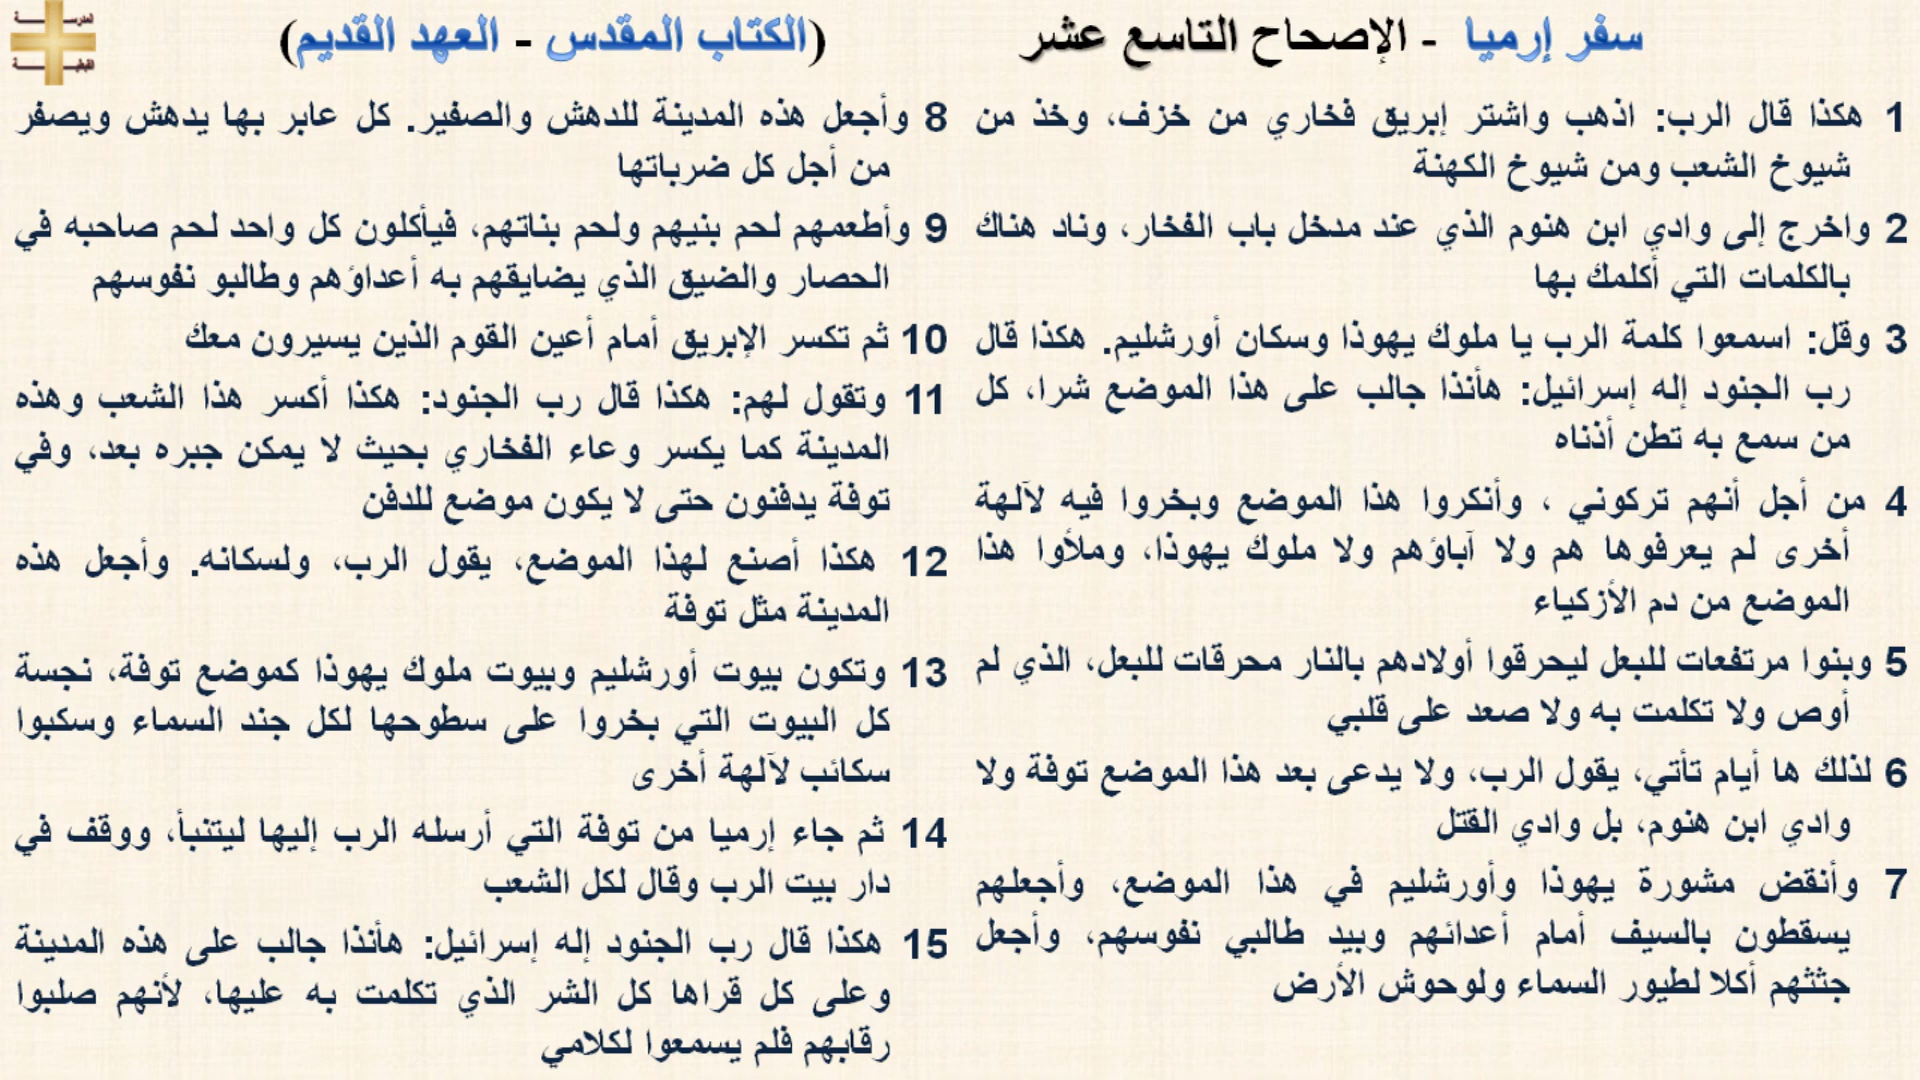 سفر إرميا - الإصحاح التاسع عشر (الكتاب المقدس - العهد القديم)
1 هكذا قال الرب: اذهب واشتر إبريق فخاري من خزف، وخذ من
شيوخ الشعب ومن شيوخ الكهنة
2 واخرج إلى وادي ابن هنوم الذي عند مدخل باب الفخار، وناد هناك
بالكلمات التي أكلمك بها
3 وقل: اسمعوا كلمة الرب يا ملوك يهوذا وسكان أورشليم. هكذا قال
رب الجنود إله إسرائيل: هأنذا جالب على هذا الموضع شرا، كل
من سمع به تطن أذناه
4 من أجل أنهم تركوني ، وأنكروا هذا الموضع وبخروا فيه لآلهة
أخرى لم يعرفوها هم ولا آباؤهم ولا ملوك يهوذا، وملأوا هذا
الموضع من دم الأزكياء
5 وبنوا مرتفعات للبعل ليحرقوا أولادهم بالنار محرقات للبعل، الذي لم
أوص ولا تكلمت به ولا صعد على قلبي
6 لذلك ها أيام تأتي، يقول الرب، ولا يدعى بعد هذا الموضع توفة ولا
وادي ابن هنوم، بل وادي القتل
7 وأنقض مشورة يهوذا وأورشليم في هذا الموضع، وأجعلهم
يسقطون بالسيف أمام أعدائهم وبيد طالبي نفوسهم، وأجعل
جثثهم أكلا لطيور السماء ولوحوش الأرض
8 وأجعل هذه المدينة للدهش والصفير. كل عابر بها يدهش ويصفر
من أجل كل ضرباتها
9 وأطعمهم لحم بنيهم ولحم بناتهم، فيأكلون كل واحد لحم صاحبه في
الحصار والضيق الذي يضايقهم به أعداؤهم وطالبو نفوسهم
10 ثم تكسر الإبريق أمام أعين القوم الذين يسيرون معك
11 وتقول لهم: هكذا قال رب الجنود: هكذا أكسر هذا الشعب وهذه
المدينة كما يكسر وعاء الفخاري بحيث لا يمكن جبره بعد، وفي
توفة يدفنون حتى لا يكون موضع للدفن
12 هكذا أصنع لهذا الموضع، يقول الرب، ولسكانه. وأجعل هذه
المدينة مثل توفة
13 وتكون بيوت أورشليم وبيوت ملوك يهوذا كموضع توفة، نجسة
كل البيوت التي بخروا على سطوحها لكل جند السماء وسكبوا
سكائب لآلهة أخرى
14 ثم جاء إرميا من توفة التي أرسله الرب إليها ليتنبأ، ووقف في
دار بيت الرب وقال لكل الشعب
15 هكذا قال رب الجنود إله إسرائيل: هأنذا جالب على هذه المدينة
وعلى كل قراها كل الشر الذي تكلمت به عليها، لأنهم صلبوا
رقابهم فلم يسمعوا لكلامي